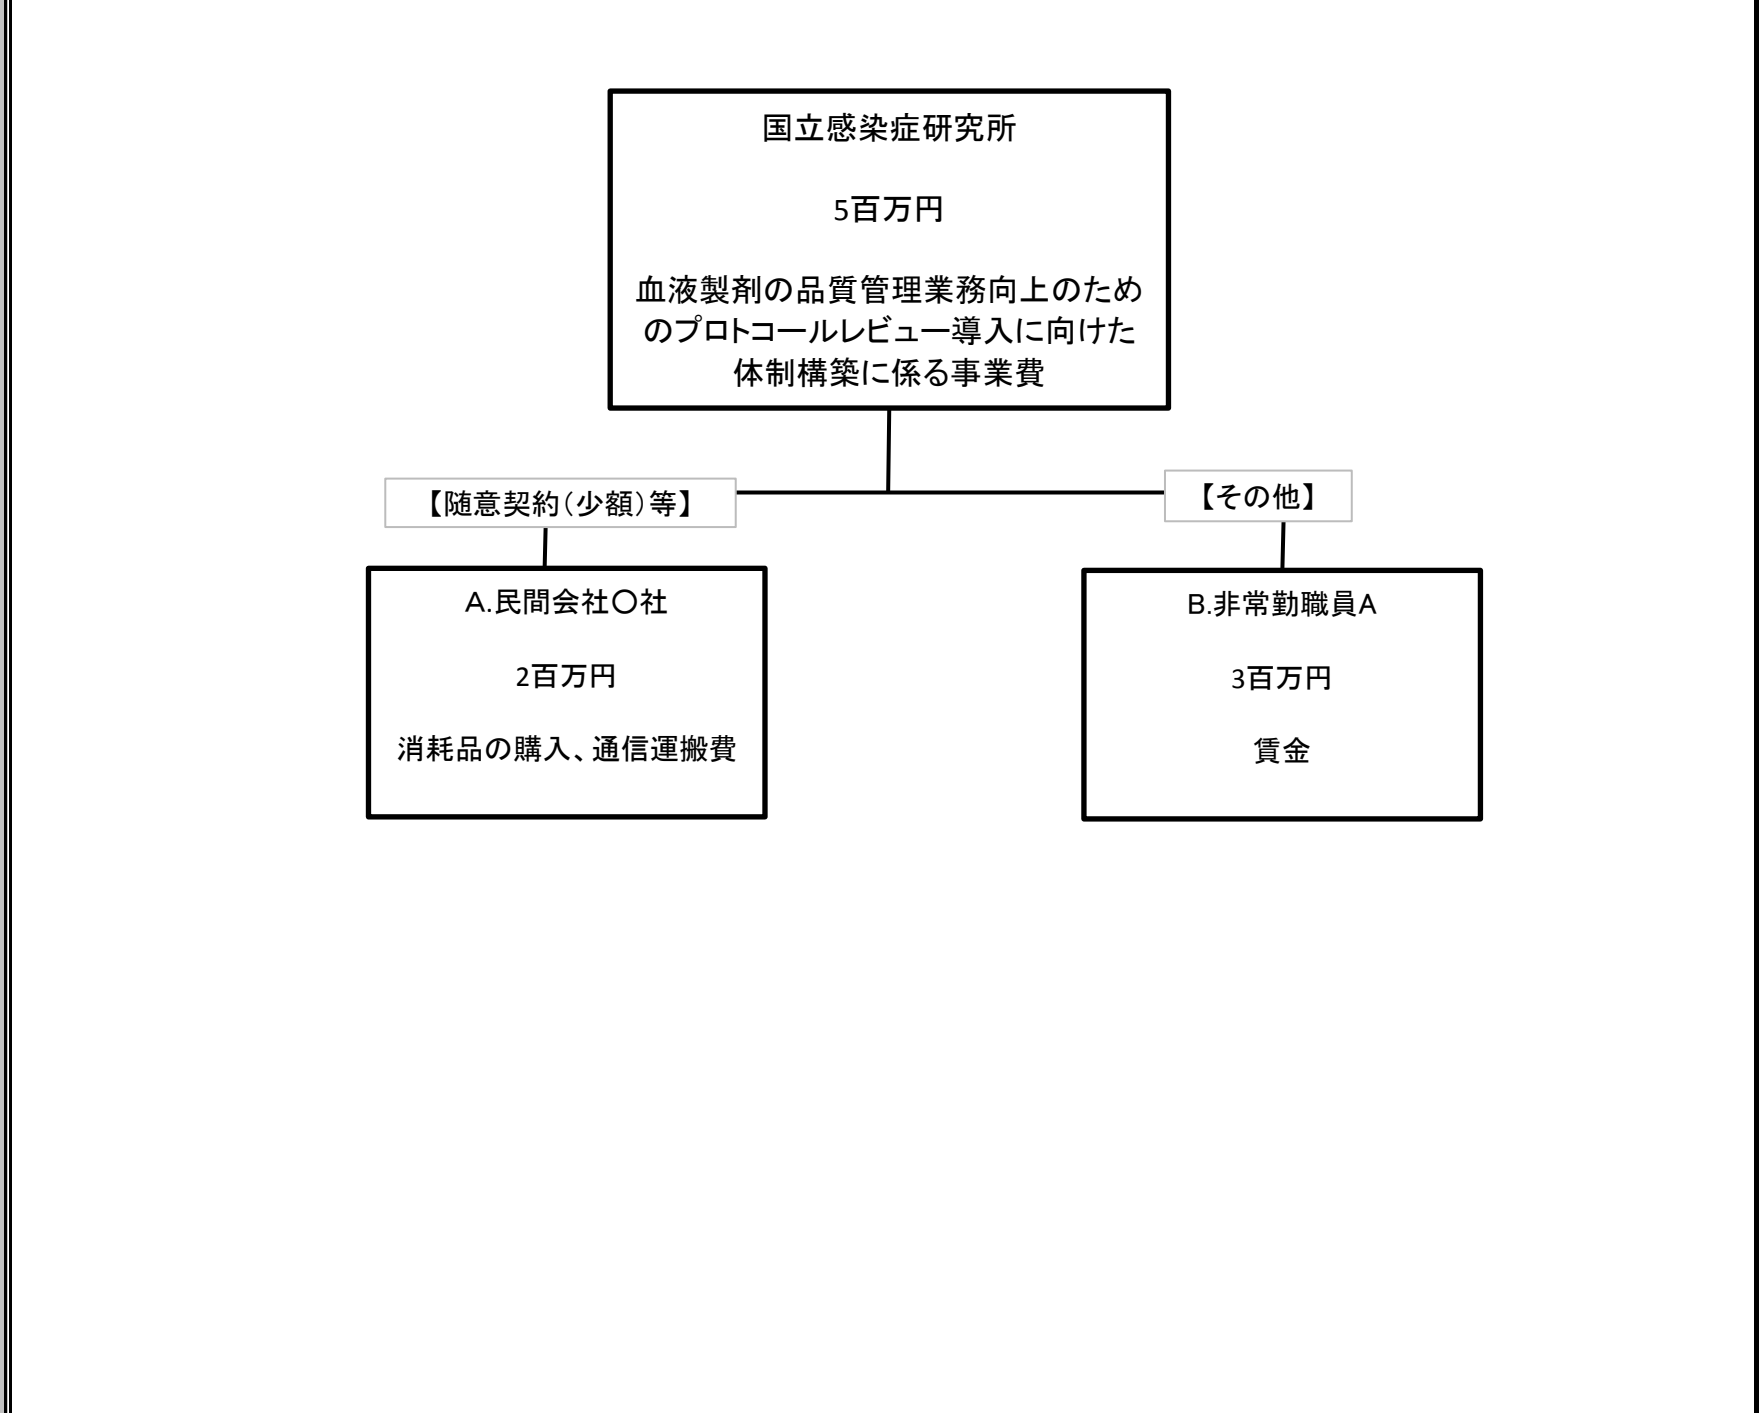 国立感染症研究所
5百万円
血液製剤の品質管理業務向上のため
のプロトコールレビュー導入に向けた
体制構築に係る事業費
【随意契約（少額）等】
【その他】
A.民間会社〇社
2百万円
消耗品の購入、通信運搬費
B.非常勤職員A
3百万円
賃金